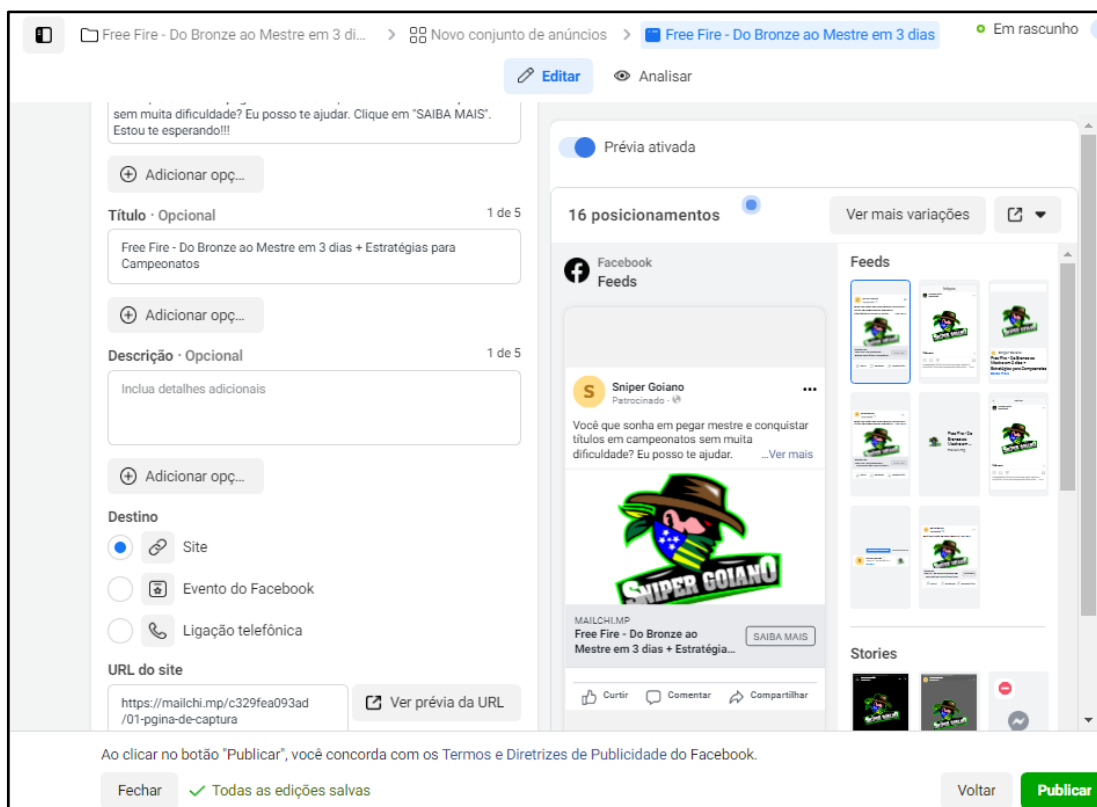 Free Fire - Do Bronze ao Mestre em 3 di...
Novo conjunto de anúncios
Free Fire - Do Bronze ao Mestre em 3 dias
Em rascunho
Editar
Analisar
sem muita dificuldade? Eu posso te ajudar. Clique em "SAIBA MAIS".
Estou te esperando!!!
Adicionar opç...
Título · Opcional
1 de 5
Free Fire - Do Bronze ao Mestre em 3 dias + Estratégias para
Campeonatos
Adicionar opç...
Descrição · Opcional
1 de 5
Inclua detalhes adicionais
Adicionar opç...
Destino
Site
Evento do Facebook
Ligação telefônica
URL do site
https://mailchi.mp/c329fea093ad
/01-pgina-de-captura
Ver prévia da URL
Prévia ativada
16 posicionamentos
Ver mais variações
Facebook
Feeds
S
Sniper Goiano
Patrocinado ·
Você que sonha em pegar mestre e conquistar
títulos em campeonatos sem muita
dificuldade? Eu posso te ajudar. ...Ver mais
SNIPER GOIANO
MAILCHI.MP
Free Fire - Do Bronze ao
Mestre em 3 dias + Estratégia...
SAIBA MAIS
Curtir
Comentar
Compartilhar
Feeds
Stories
Ao clicar no botão "Publicar", você concorda com os Termos e Diretrizes de Publicidade do Facebook.
Fechar
Todas as edições salvas
Voltar
Publicar